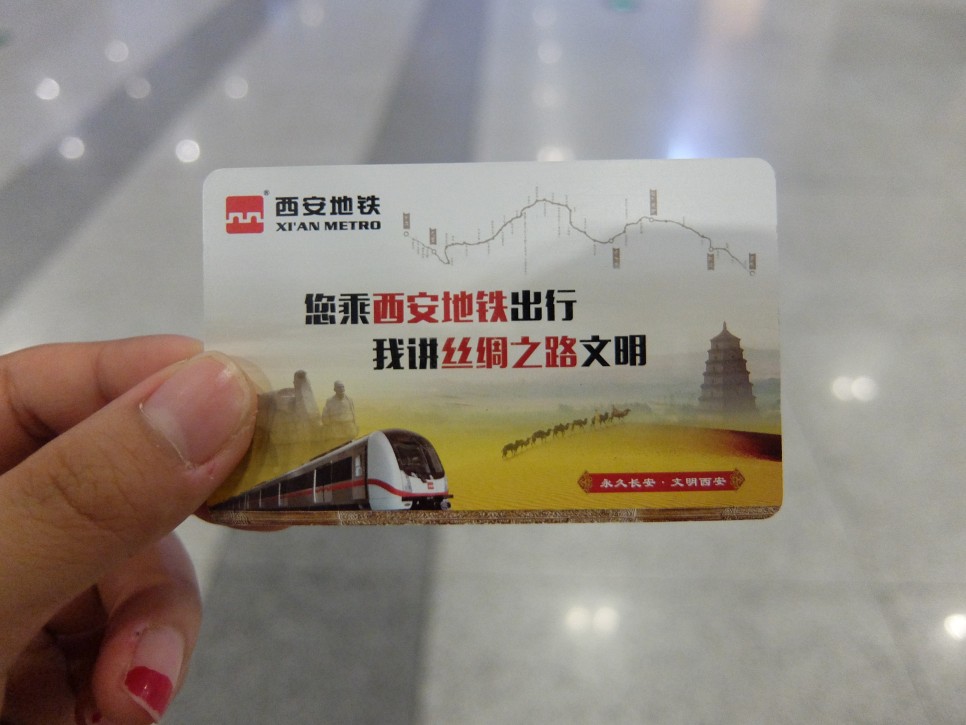 西安地铁
XI'AN METRO
您乘西安地铁出行
我讲丝绸之路文明
永久长安·文明西安